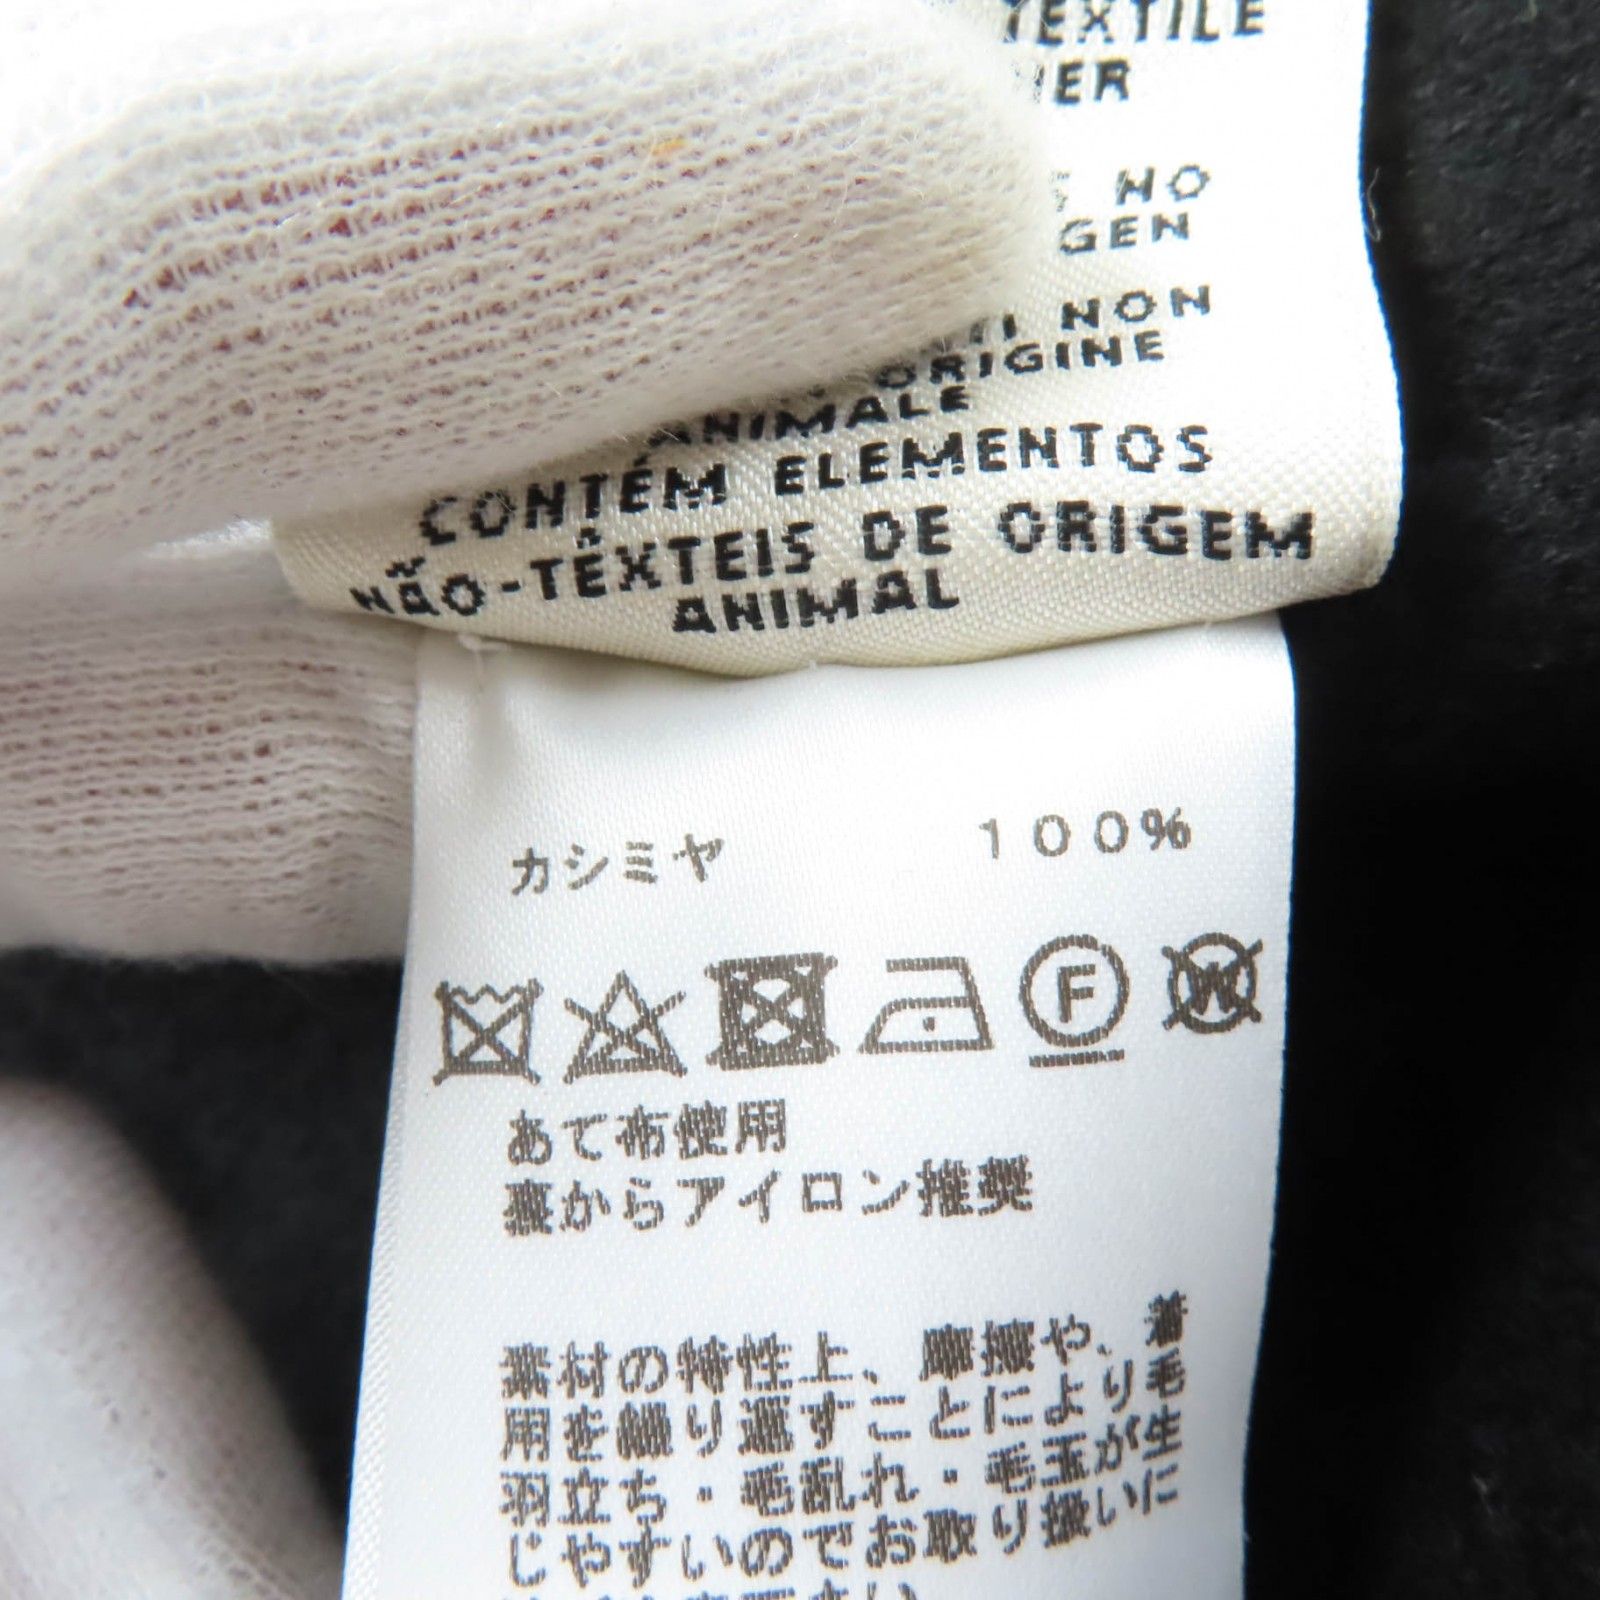 TEXTILE
NO
GEN
NON
ORIGINE
ANIMALE
CONTÉM ELEMENTOS
NÃO-TÊXTEIS DE ORIGEM
ANIMAL
カシミヤ 100%
F W
あて布使用
裏からアイロン推奨
素材の特性上、摩擦や、着
用を繰り返すことにより毛
羽立ち・毛乱れ・毛玉が生
じやすいのでお取り扱いに